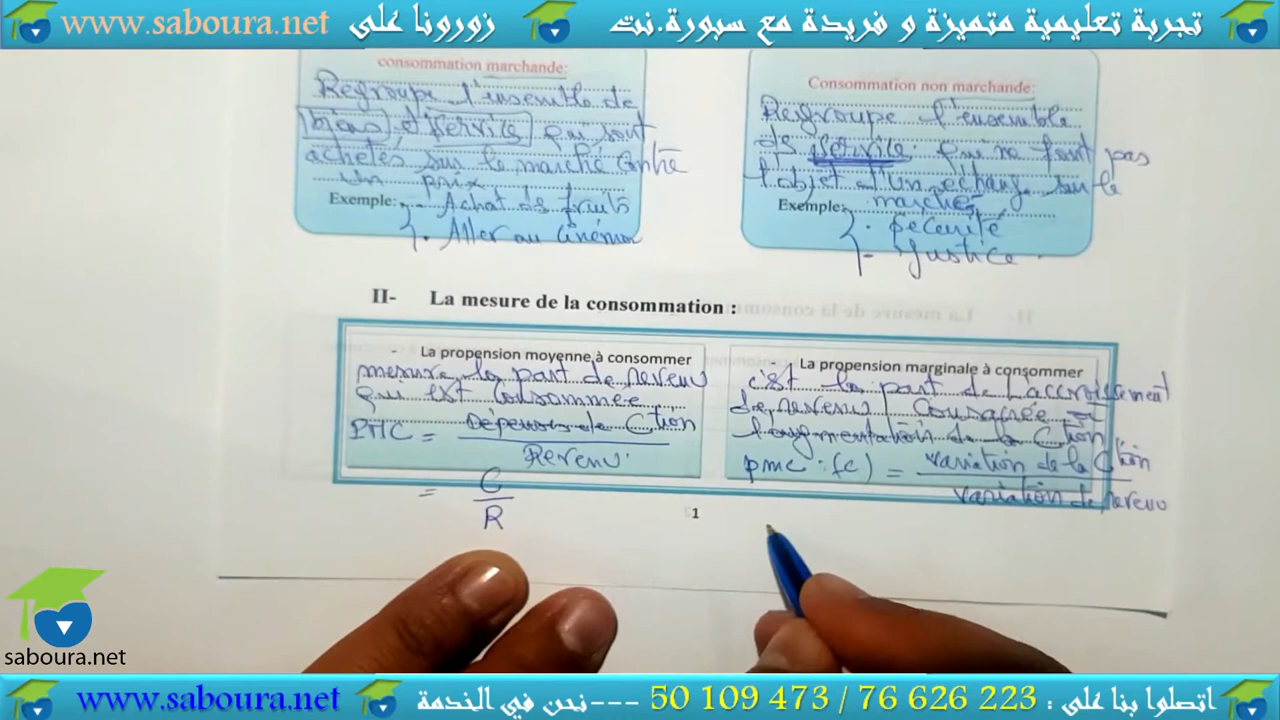 www.saboura.net زورونا على تجربة تعليمية متميزة و فريدة مع سبورة.نت
consommation marchande:
Regroupe l'ensemble de
biens et service qui sont
achetés sur le marché contre
un prix
Exemple: - Achat de fruits
- Aller au cinéma
Consommation non marchande:
Regroupe l'ensemble
de service qui ne font pas
l'objet d'un échange sur le
marché
Exemple:
- sécurité
- Justice.
II- La mesure de la consommation :
- La propension moyenne à consommer
mesure la part de revenu
qui est consommée
PMC = Dépenses de Ction
Revenu
= C
R
- La propension marginale à consommer
c'est la part de l'accroissement
de revenu consacrée à
l'augmentation de la Ction
pmc (c) = variation de la Ction
variation de revenu
1
saboura.net
www.saboura.net اتصلوا بنا على : 50 109 473 / 76 626 223 ---نحن في الخدمة